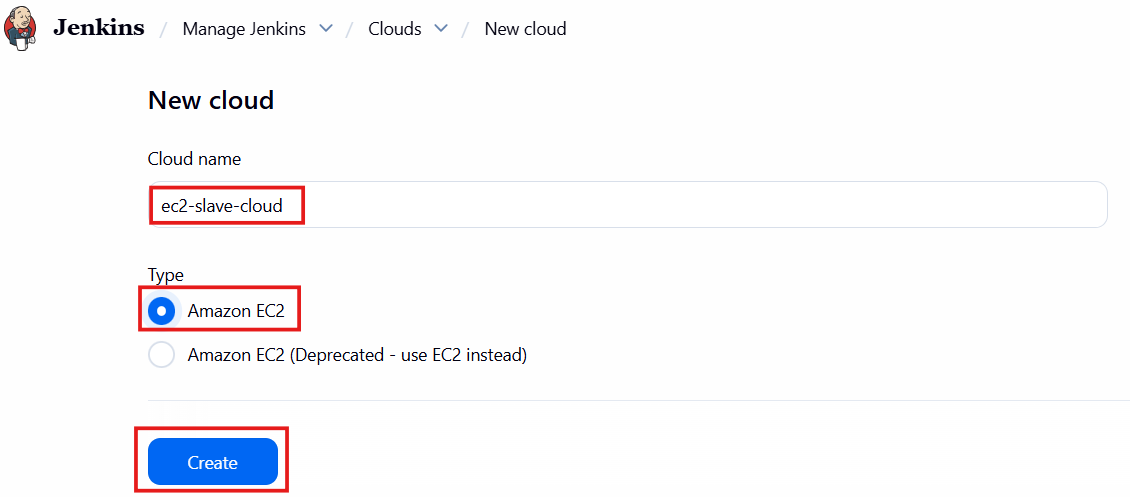 Jenkins / Manage Jenkins / Clouds / New cloud
New cloud
Cloud name
ec2-slave-cloud
Type
Amazon EC2
Amazon EC2 (Deprecated - use EC2 instead)
Create